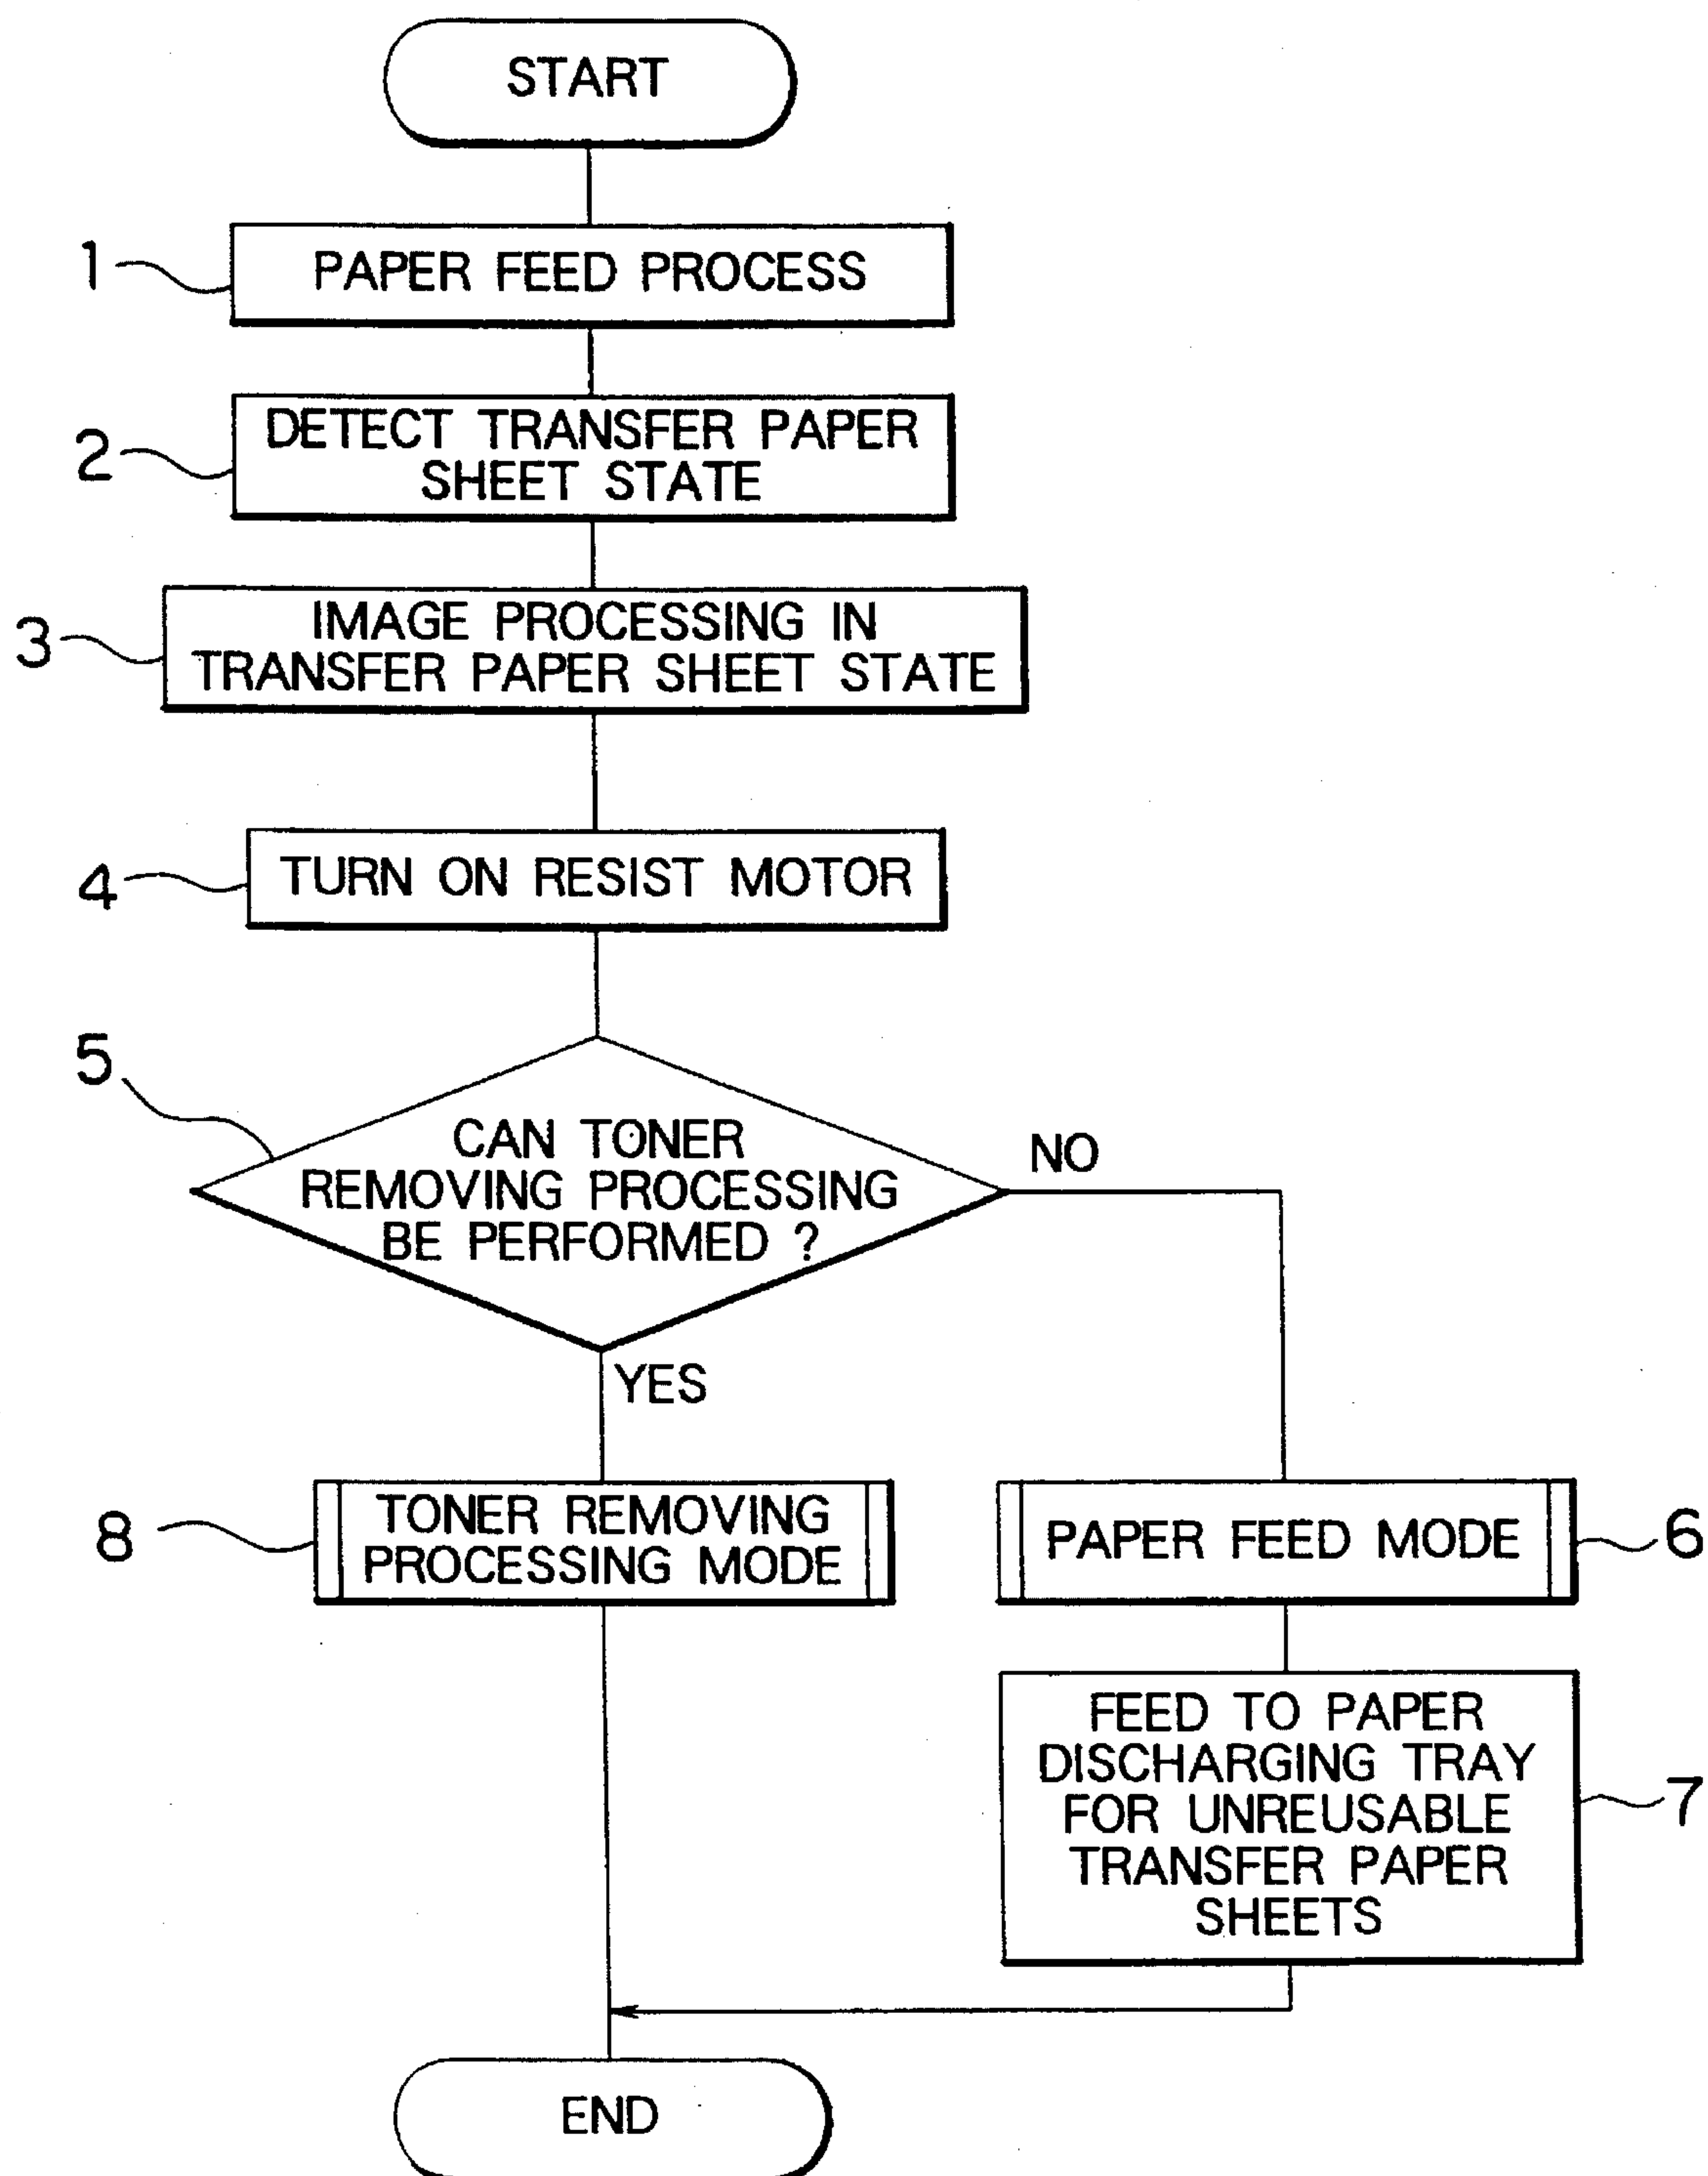 START
1
PAPER FEED PROCESS
2
DETECT TRANSFER PAPER
SHEET STATE
3
IMAGE PROCESSING IN
TRANSFER PAPER SHEET STATE
4
TURN ON RESIST MOTOR
5
CAN TONER
REMOVING PROCESSING
BE PERFORMED ?
NO
YES
8
TONER REMOVING
PROCESSING MODE
PAPER FEED MODE
6
FEED TO PAPER
DISCHARGING TRAY
FOR UNREUSABLE
TRANSFER PAPER
SHEETS
7
END